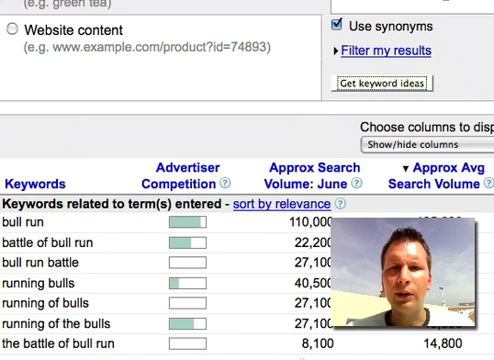 (e.g. green tea)
Website content
(e.g. www.example.com/product?id=74893)
Use synonyms
Filter my results
Get keyword ideas
Choose columns to disp
Show/hide columns
Keywords
Advertiser Competition ?
Approx Search Volume: June ?
Approx Avg Search Volume ?
Keywords related to term(s) entered - sort by relevance ?
bull run 110,000
battle of bull run 22,200
bull run battle 27,100
running bulls 40,500
running of bulls 27,100
running of the bulls 27,100
the battle of bull run 8,100 14,800